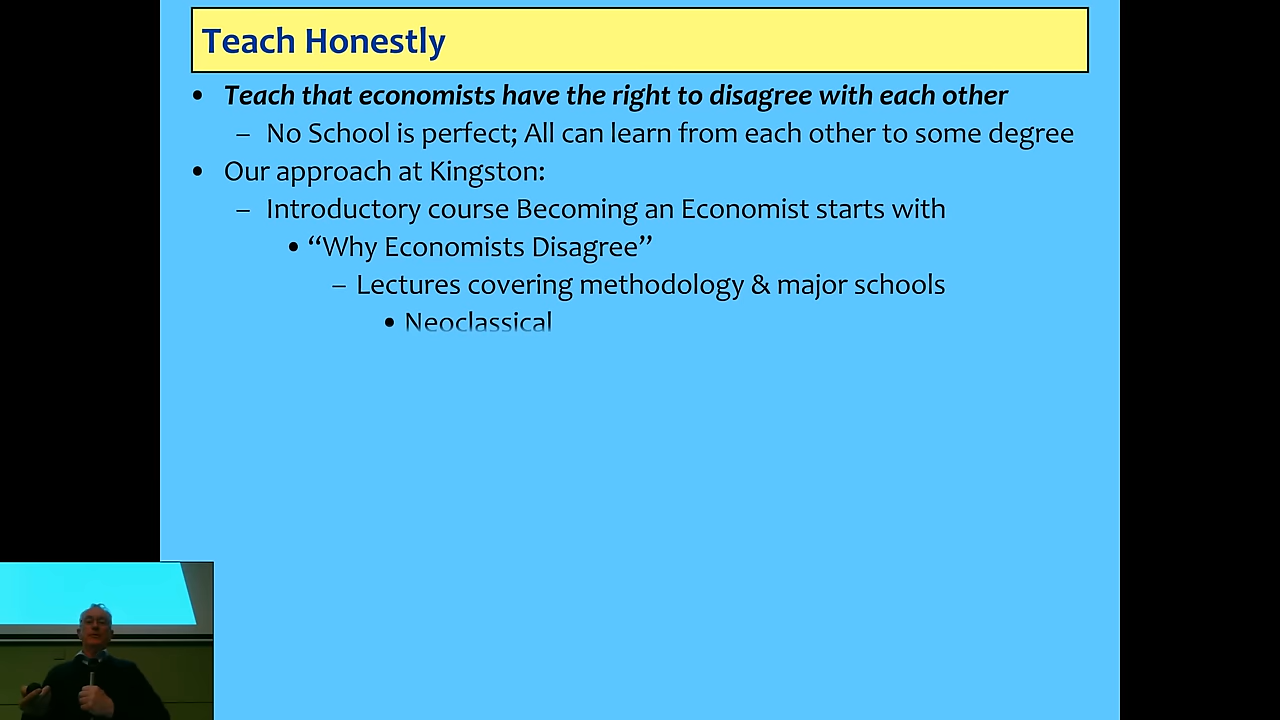 Teach Honestly
• Teach that economists have the right to disagree with each other
– No School is perfect; All can learn from each other to some degree
• Our approach at Kingston:
– Introductory course Becoming an Economist starts with
• “Why Economists Disagree”
– Lectures covering methodology & major schools
• Neoclassical